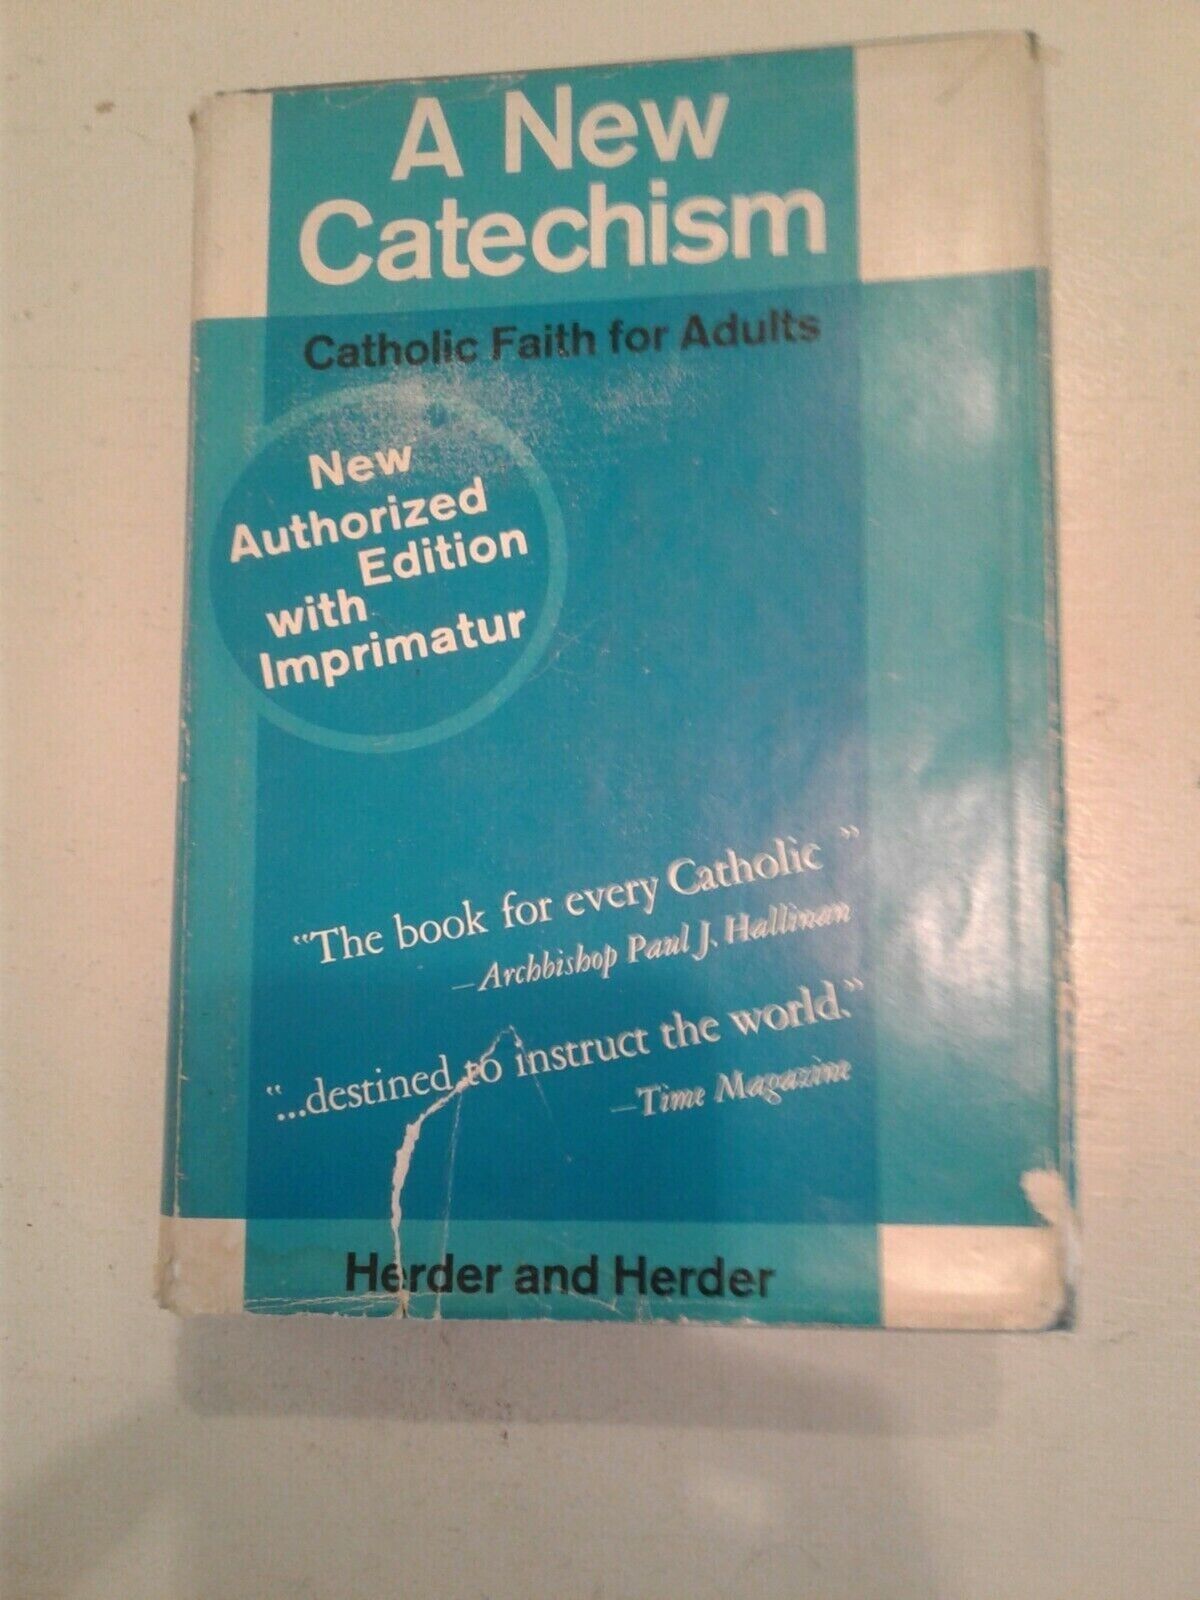 A New
Catechism
Catholic Faith for Adults
New
Authorized
Edition
with
Imprimatur
"The book for every Catholic "
—Archbishop Paul J. Hallinan
"...destined to instruct the world."
—Time Magazine
Herder and Herder